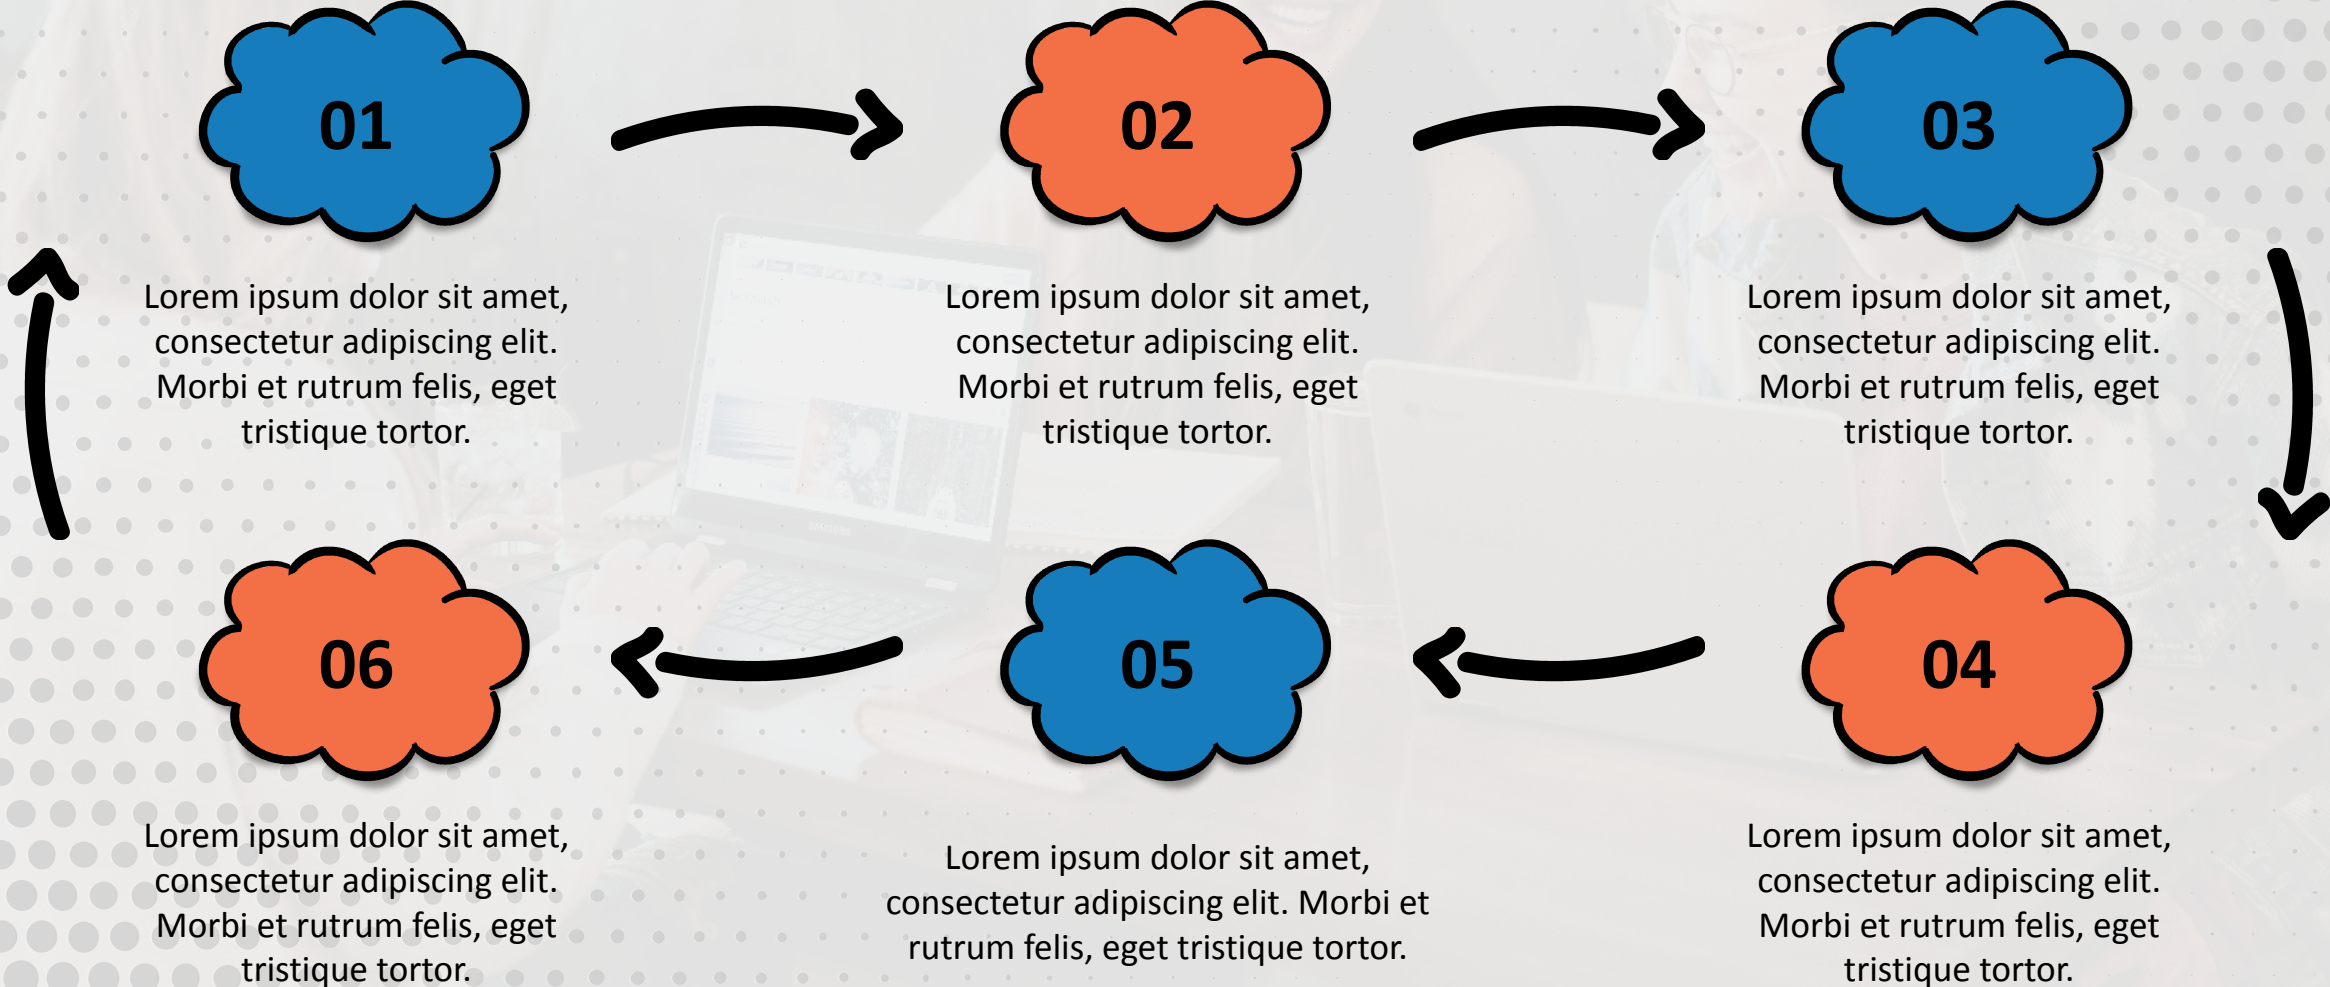 01
Lorem ipsum dolor sit amet,
consectetur adipiscing elit.
Morbi et rutrum felis, eget
tristique tortor.
02
Lorem ipsum dolor sit amet,
consectetur adipiscing elit.
Morbi et rutrum felis, eget
tristique tortor.
03
Lorem ipsum dolor sit amet,
consectetur adipiscing elit.
Morbi et rutrum felis, eget
tristique tortor.
04
Lorem ipsum dolor sit amet,
consectetur adipiscing elit.
Morbi et rutrum felis, eget
tristique tortor.
05
Lorem ipsum dolor sit amet,
consectetur adipiscing elit. Morbi et
rutrum felis, eget tristique tortor.
06
Lorem ipsum dolor sit amet,
consectetur adipiscing elit.
Morbi et rutrum felis, eget
tristique tortor.